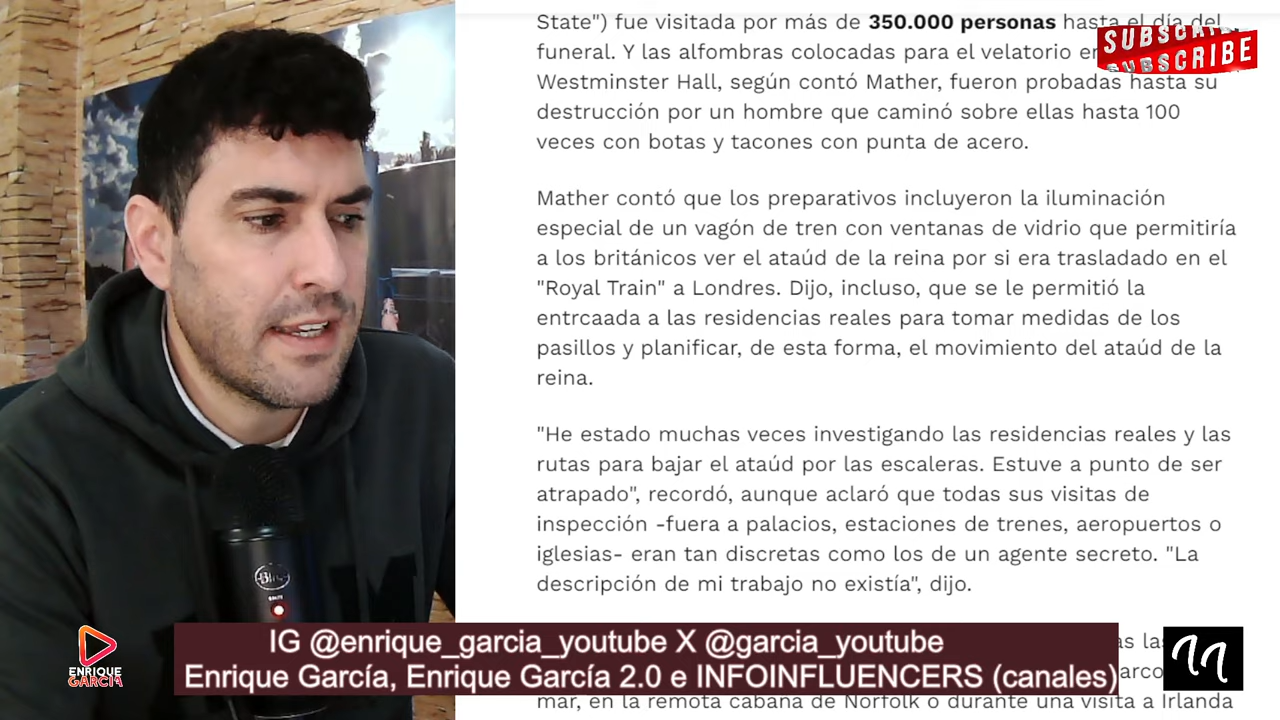 State") fue visitada por más de 350.000 personas hasta el día del
funeral. Y las alfombras colocadas para el velatorio en
Westminster Hall, según contó Mather, fueron probadas hasta su
destrucción por un hombre que caminó sobre ellas hasta 100
veces con botas y tacones con punta de acero.
Mather contó que los preparativos incluyeron la iluminación
especial de un vagón de tren con ventanas de vidrio que permitiría
a los británicos ver el ataúd de la reina por si era trasladado en el
"Royal Train" a Londres. Dijo, incluso, que se le permitió la
entrcaada a las residencias reales para tomar medidas de los
pasillos y planificar, de esta forma, el movimiento del ataúd de la
reina.
"He estado muchas veces investigando las residencias reales y las
rutas para bajar el ataúd por las escaleras. Estuve a punto de ser
atrapado", recordó, aunque aclaró que todas sus visitas de
inspección -fuera a palacios, estaciones de trenes, aeropuertos o
iglesias- eran tan discretas como los de un agente secreto. "La
descripción de mi trabajo no existía", dijo.
mar, en la remota cabaña de Norfolk o durante una visita a Irlanda
SUBSCRIBE
SUBSCRIBE
Blue
ENRIQUE
GARCÍA
IG @enrique_garcia_youtube X @garcia_youtube
Enrique García, Enrique García 2.0 e INFOINFLUENCERS (canales)